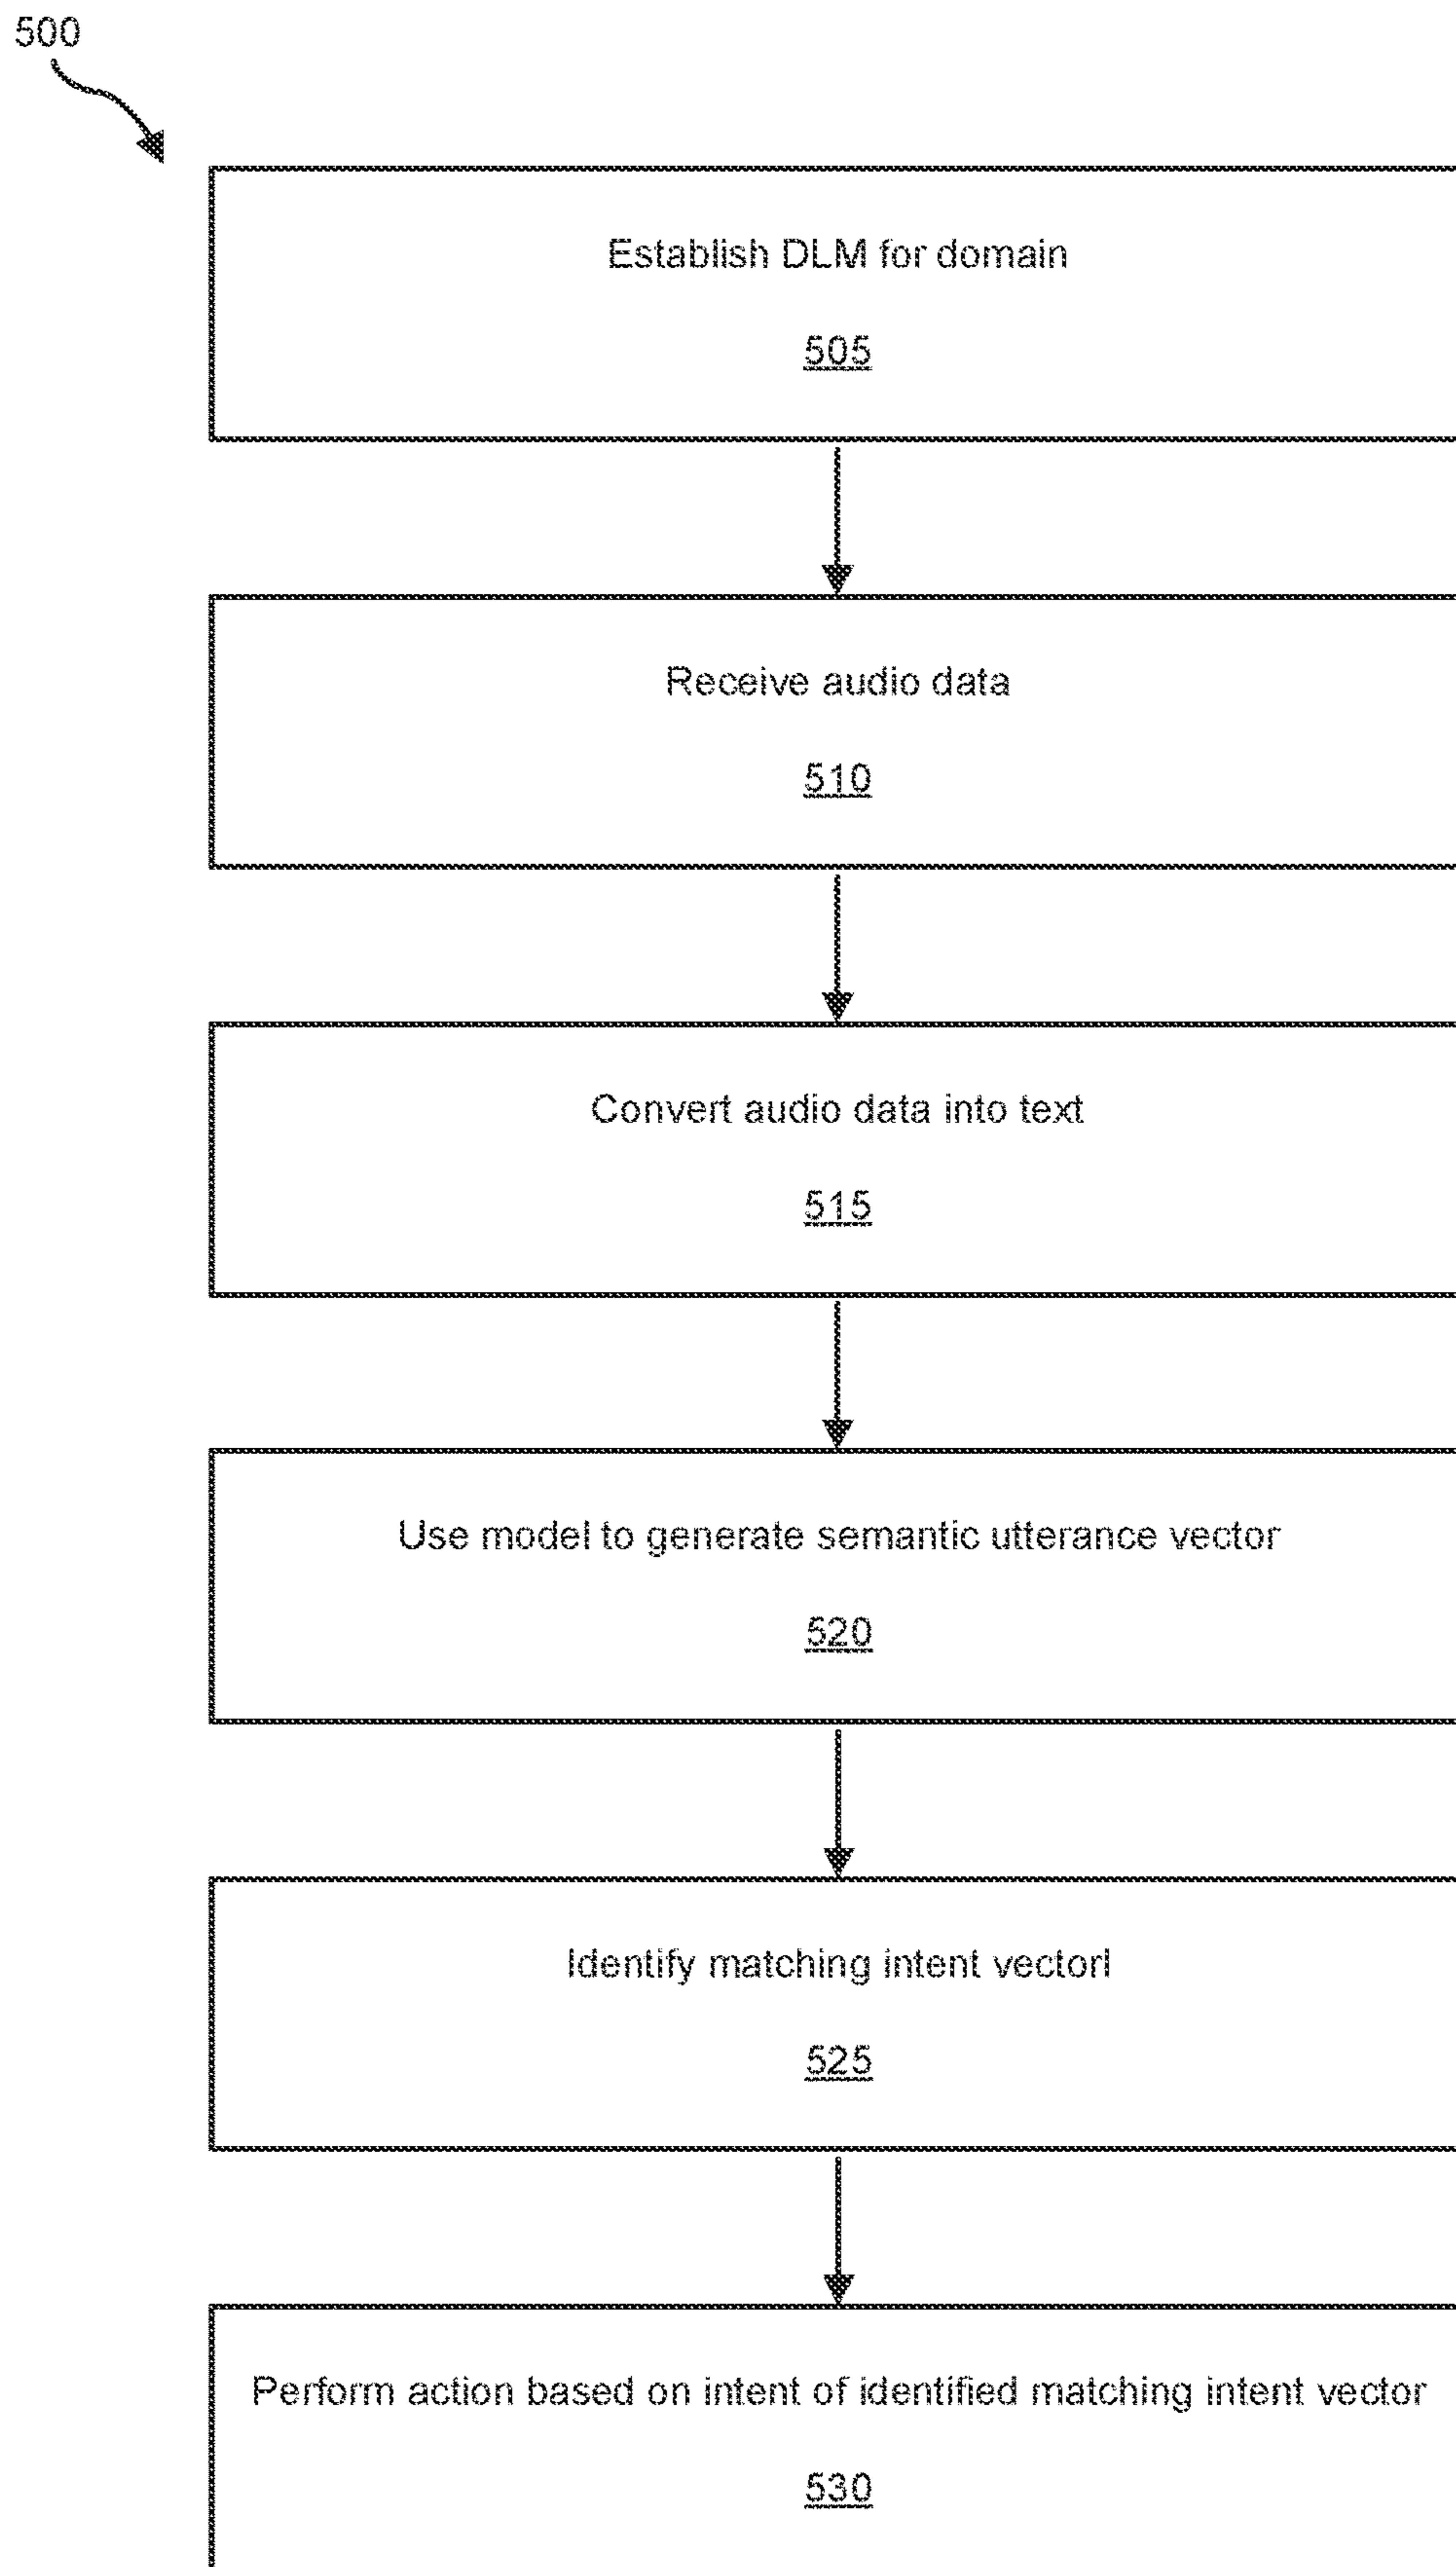 500
Establish DLM for domain
505
Receive audio data
510
Convert audio data into text
515
Use model to generate semantic utterance vector
520
Identify matching intent vectorl
525
Perform action based on intent of identified matching intent vector
530